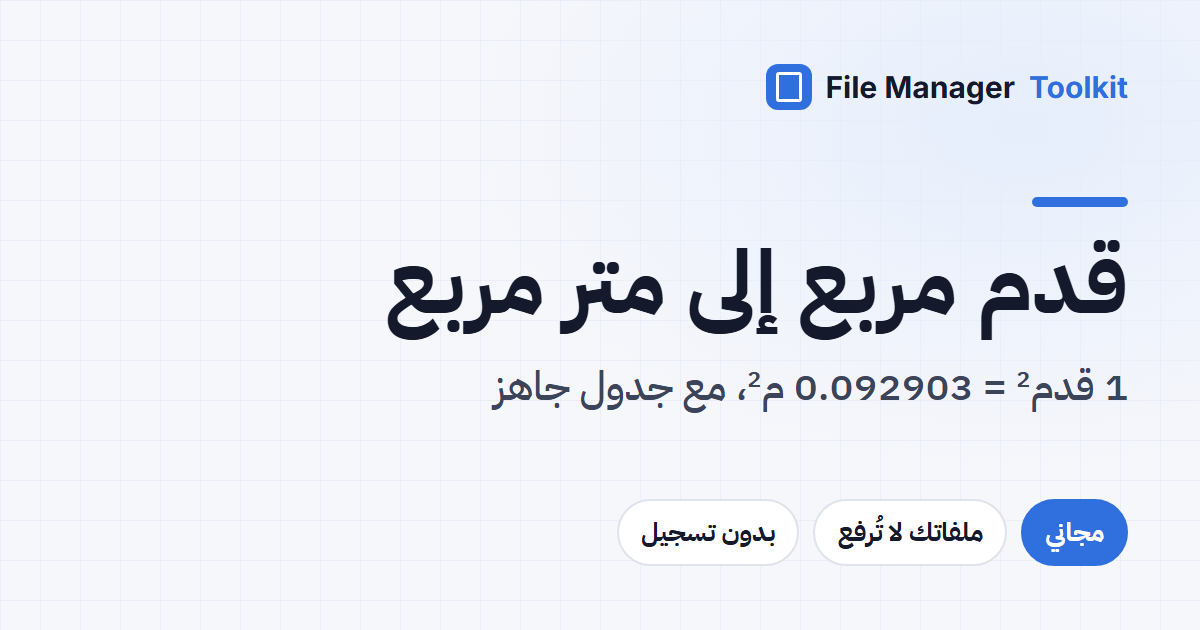 File Manager Toolkit
قدم مربع إلى متر مربع
1 قدم² = 0.092903 م²، مع جدول جاهز
مجاني
ملفاتك لا تُرفع
بدون تسجيل